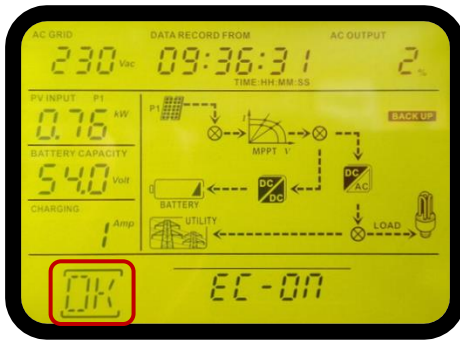 AC GRID DATA RECORD FROM AC OUTPUT
230 Vac 09:36:31 2 %
TIME:HH:MM:SS
PV INPUT P1
0.76 kW
BATTERY CAPACITY
54.0 Volt
CHARGING
1 Amp
P1
I
MPPT V
BACK UP
DC
AC
DC
DC
BATTERY
UTILITY
LOAD
OK EC-ON